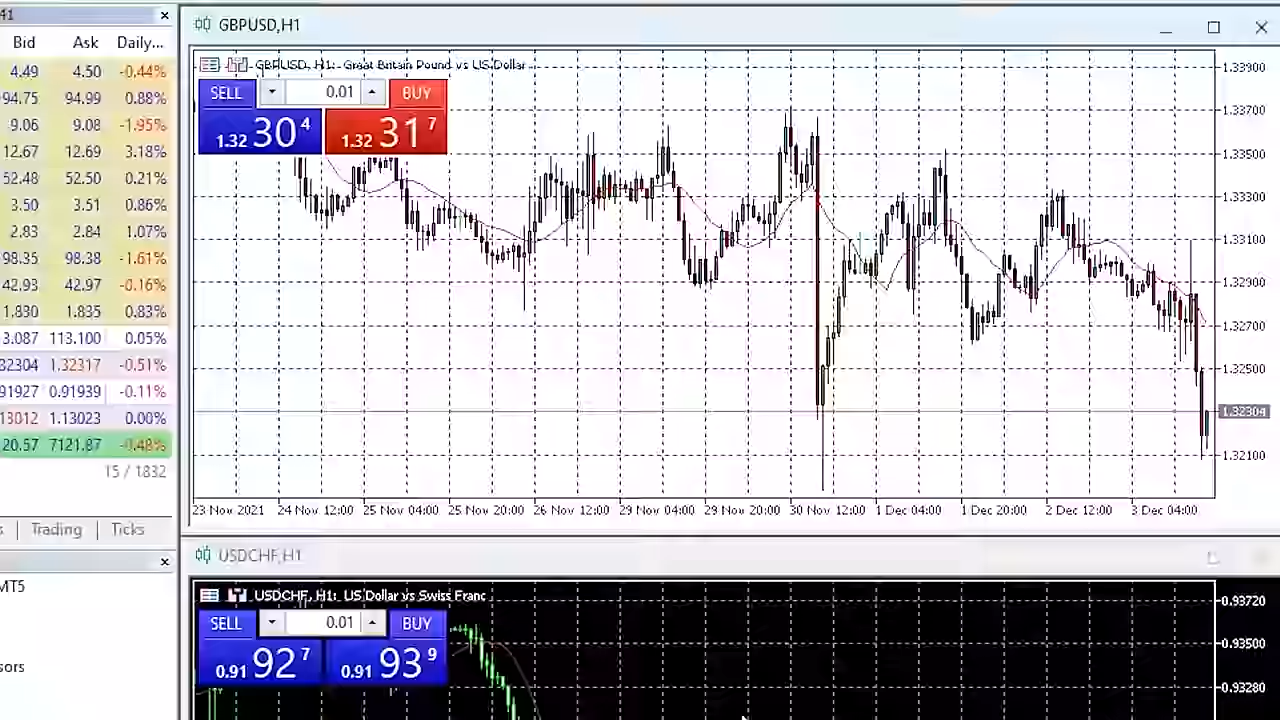 41
Bid Ask Daily...
4.49 4.50 -0.44%
94.75 94.99 0.88%
9.06 9.08 -1.95%
12.67 12.69 3.18%
52.48 52.50 0.21%
3.50 3.51 0.86%
2.83 2.84 1.07%
98.35 98.38 -1.61%
42.93 42.97 -0.16%
1.830 1.835 0.83%
3.087 113.100 0.05%
32304 1.32317 -0.51%
91927 0.91939 -0.11%
13012 1.13023 0.00%
20.57 7121.87 -0.48%
15 / 1832
s Trading Ticks
MT5
sors
GBPUSD,H1
GBPUSD, H1: Great Britain Pound vs US Dollar
SELL 0.01 BUY
1.32 30 4 1.32 31 7
1.33900
1.33700
1.33500
1.33300
1.33100
1.32900
1.32700
1.32500
1.32304
1.32100
23 Nov 2021 24 Nov 12:00 25 Nov 04:00 25 Nov 20:00 26 Nov 12:00 29 Nov 04:00 29 Nov 20:00 30 Nov 12:00 1 Dec 04:00 1 Dec 20:00 2 Dec 12:00 3 Dec 04:00
USDCHF,H1
USDCHF, H1: US Dollar vs Swiss Franc
SELL 0.01 BUY
0.91 92 7 0.91 93 9
0.93720
0.93500
0.93280